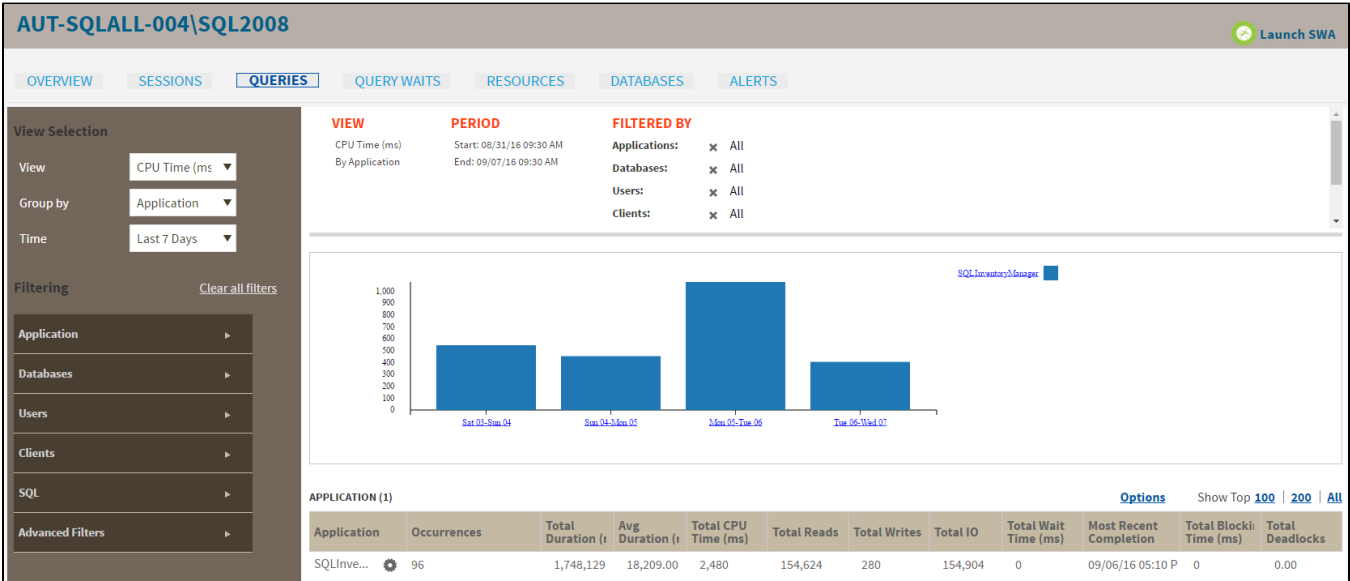 AUT-SQLALL-004\SQL2008
Launch SWA
OVERVIEW SESSIONS QUERIES QUERY WAITS RESOURCES DATABASES ALERTS
View Selection
View CPU Time (ms
Group by Application
Time Last 7 Days
Filtering Clear all filters
Application
Databases
Users
Clients
SQL
Advanced Filters
VIEW PERIOD FILTERED BY
CPU Time (ms) Start: 08/31/16 09:30 AM Applications: All
By Application End: 09/07/16 09:30 AM Databases: All
Users: All
Clients: All
SQLInventoryManager
1,000
900
800
700
600
500
400
300
200
100
0
Sat 03-Sun 04 Sun 04-Mon 05 Mon 05-Tue 06 Tue 06-Wed 07
APPLICATION (1) Options Show Top 100 | 200 | All
Application Occurrences Total Duration (r Avg Duration (r Total CPU Time (ms) Total Reads Total Writes Total IO Total Wait Time (ms) Most Recent Completion Total Blocki Time (ms) Total Deadlocks
SQLInve... 96 1,748,129 18,209.00 2,480 154,624 280 154,904 0 09/06/16 05:10 P 0 0.00